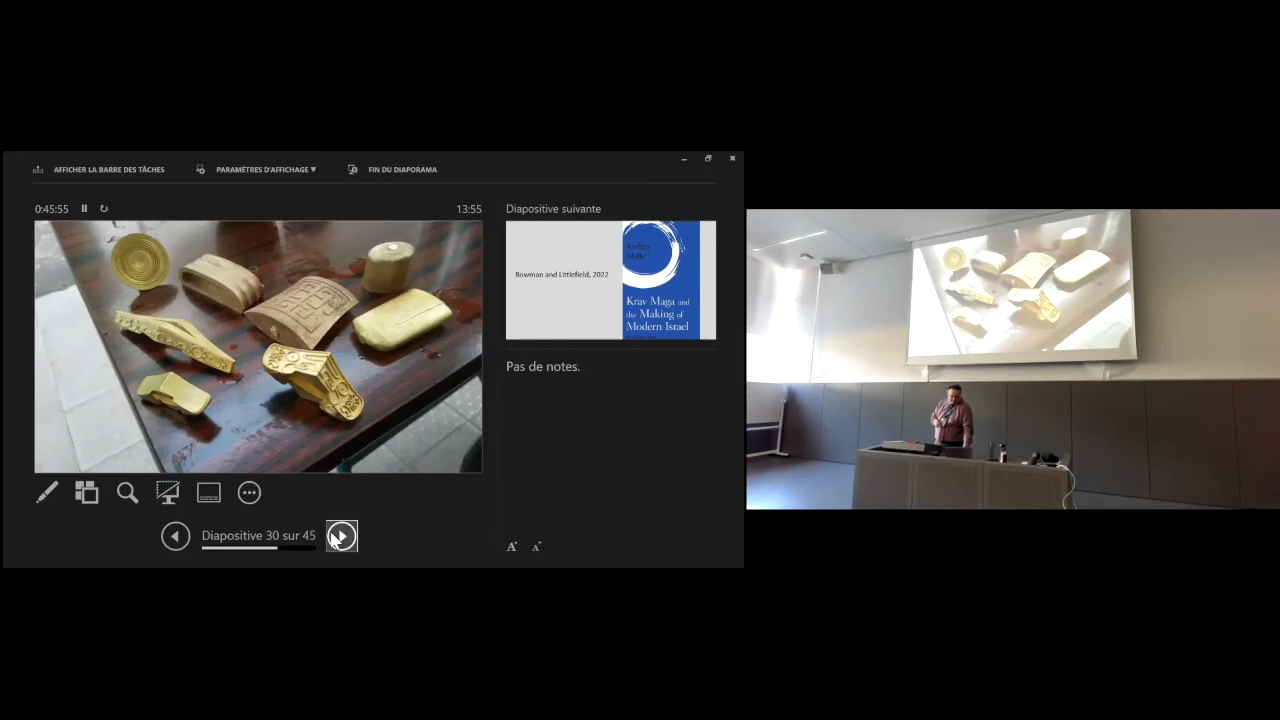 AFFICHER LA BARRE DES TÂCHES
PARAMÈTRES D'AFFICHAGE ▼
FIN DU DIAPORAMA
0:45:55
13:55
Diapositive suivante
Bowman and Littlefield, 2022
Andrea
Molle
Krav Maga and
the Making of
Modern Israel
Pas de notes.
Diapositive 30 sur 45
A A